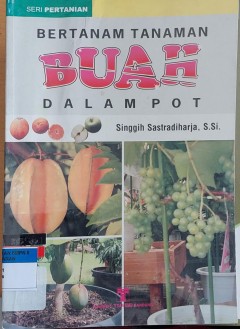 SERI PERTANIAN
BERTANAM TANAMAN
BUAH
DALAM POT
Singgih Sastradiharja, S.Si.